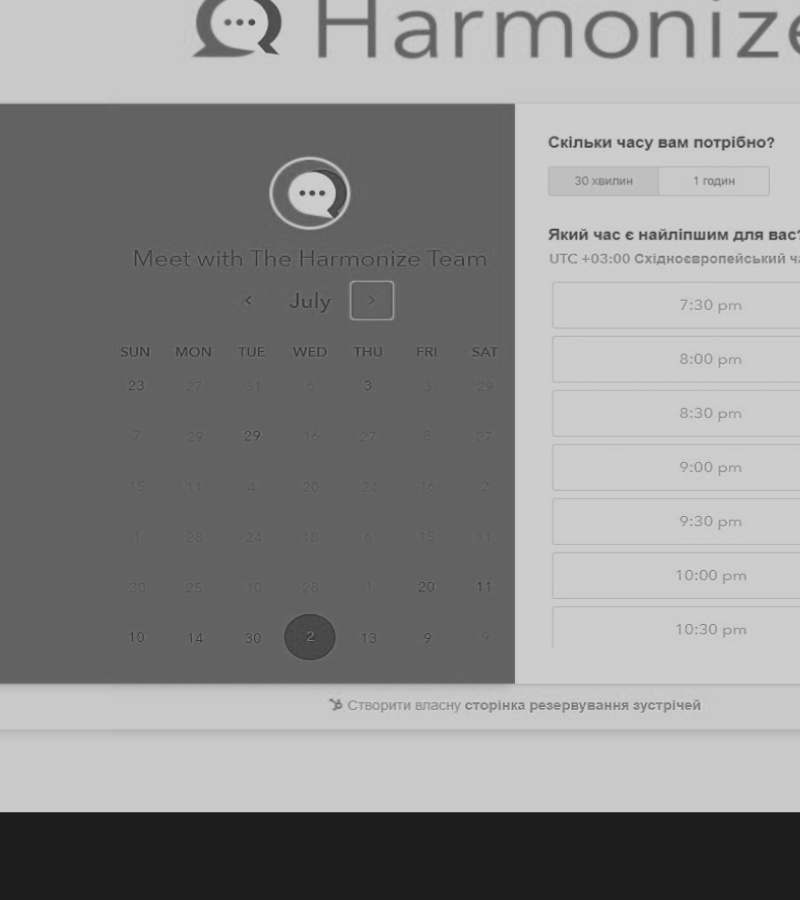 Harmonize
Meet with The Harmonize Team
July
SUN MON TUE WED THU FRI SAT
23 27 31 6 3 3 29
7 29 29 16 27 8 27
15 11 4 20 24 16 2
1 28 24 18 6 15 11
30 25 10 26 1 20 11
10 14 30 2 13 9 9
Скільки часу вам потрібно?
30 хвилин 1 годин
Який час є найліпшим для вас?
UTC +03:00 Східноєвропейський
7:30 pm
8:00 pm
8:30 pm
9:00 pm
9:30 pm
10:00 pm
10:30 pm
Створити власну сторінка резервування зустрічей